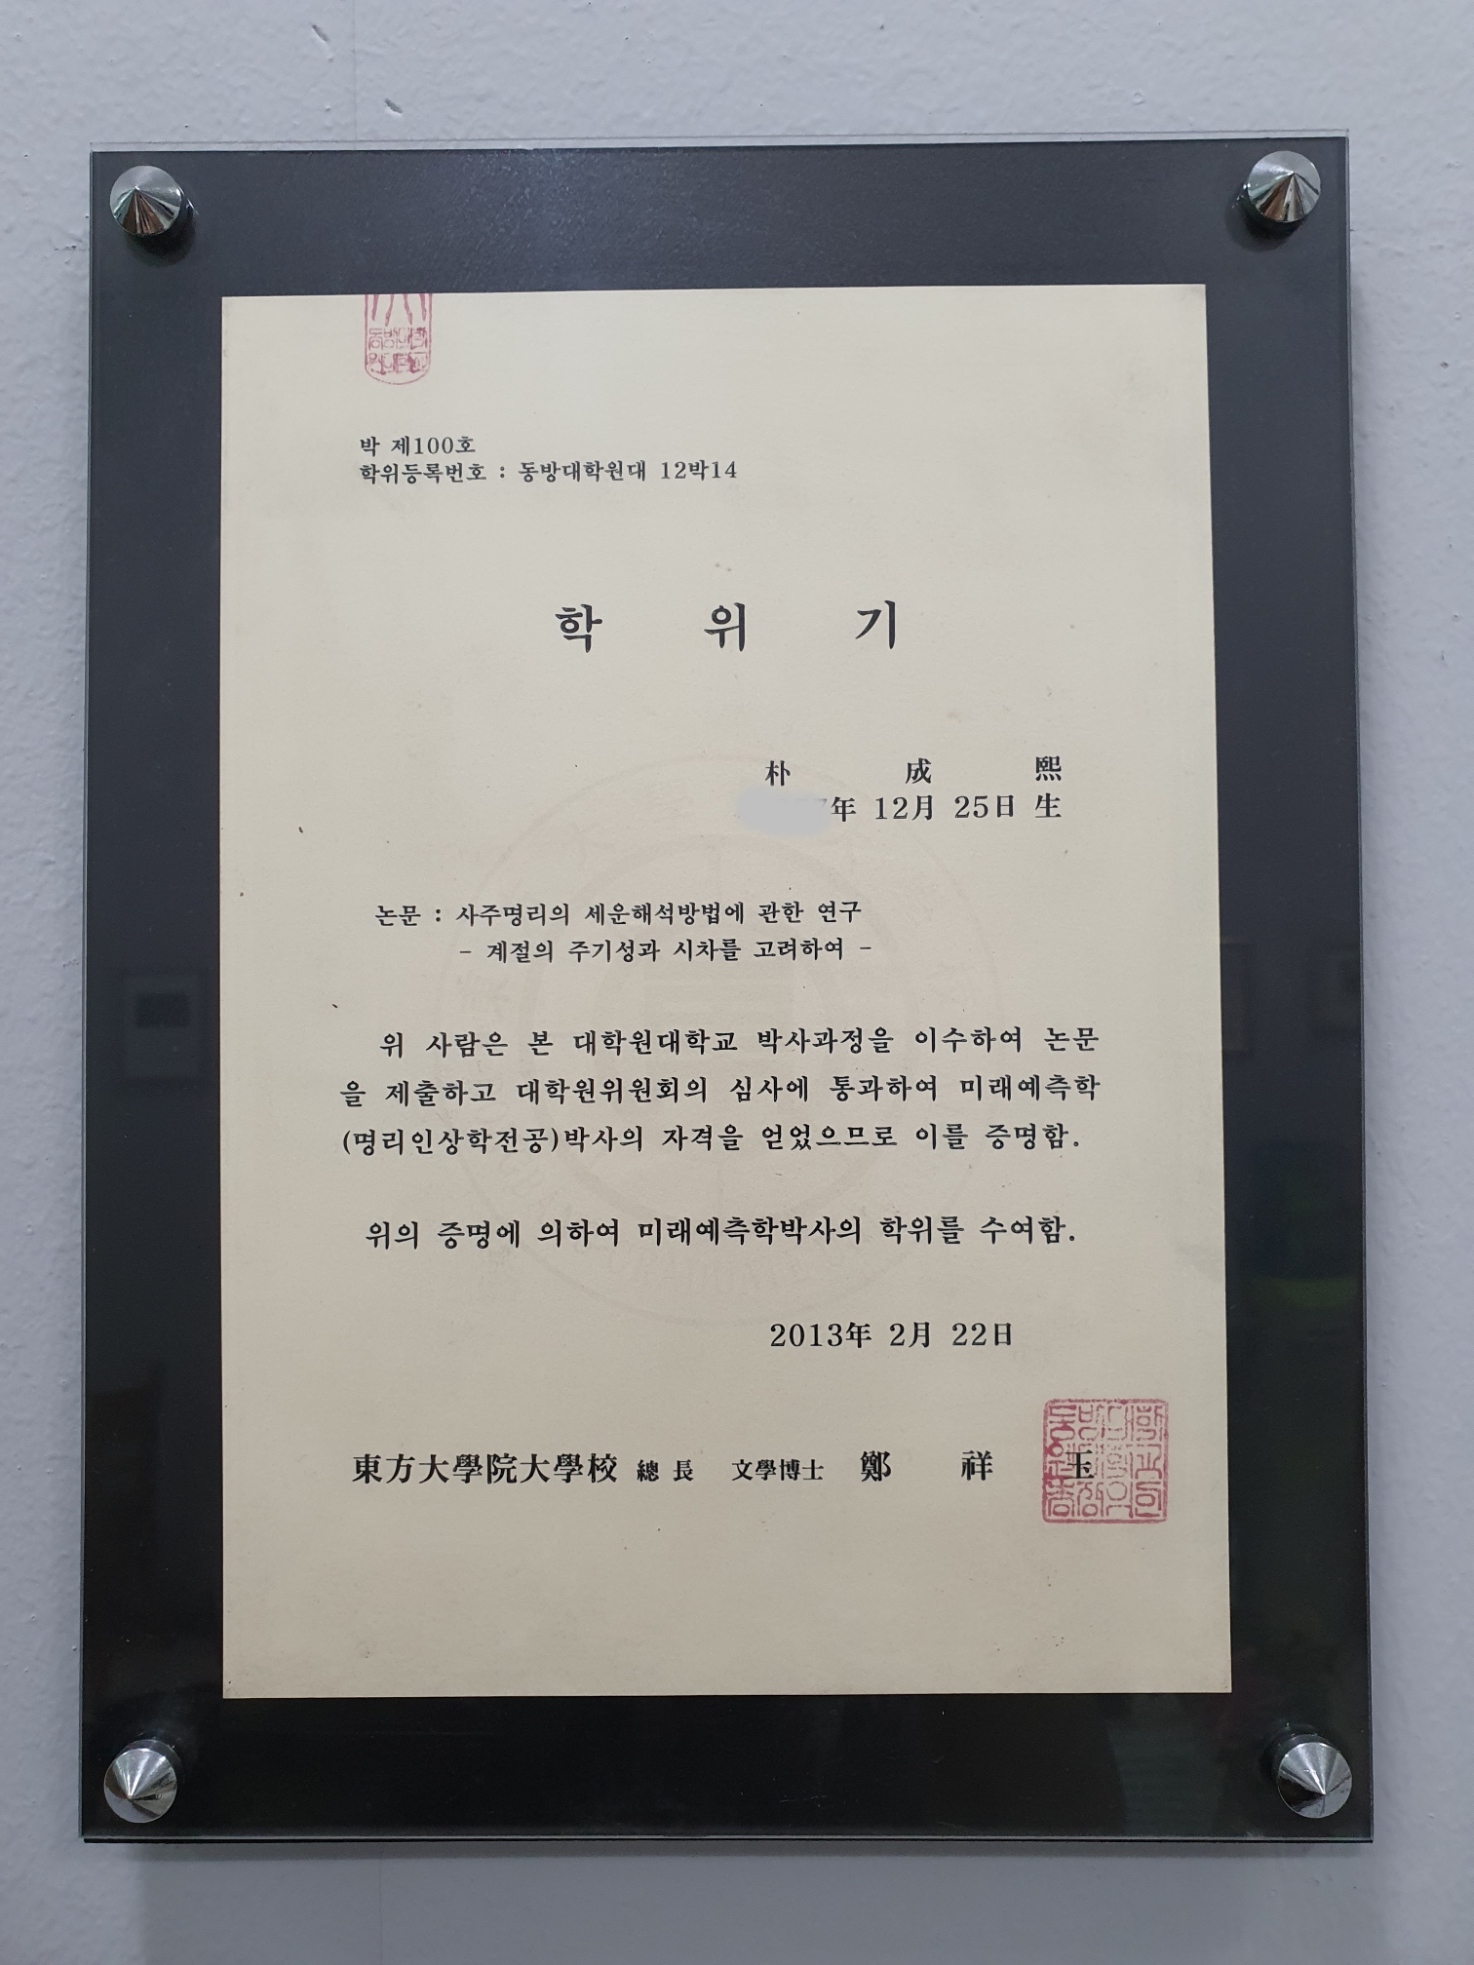 박 제100호
학위등록번호 : 동방대학원대 12박14
학 위 기
朴 成 熙
年 12月 25日 生
논문 : 사주명리의 세운해석방법에 관한 연구
- 계절의 주기성과 시차를 고려하여 -
위 사람은 본 대학원대학교 박사과정을 이수하여 논문
을 제출하고 대학원위원회의 심사에 통과하여 미래예측학
(명리인상학전공)박사의 자격을 얻었으므로 이를 증명함.
위의 증명에 의하여 미래예측학박사의 학위를 수여함.
2013年 2月 22日
東方大學院大學校 總長 文學博士 鄭 祥 玉